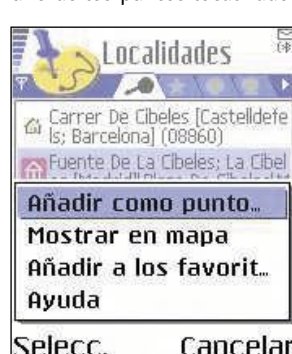 Localidades
Carrer De Cibeles [Castelldefe
ls; Barcelona] (08860)
Fuente De La Cibeles; La Cibel
Añadir como punto…
Mostrar en mapa
Añadir a los favorit…
Ayuda
Selecc. Cancelar